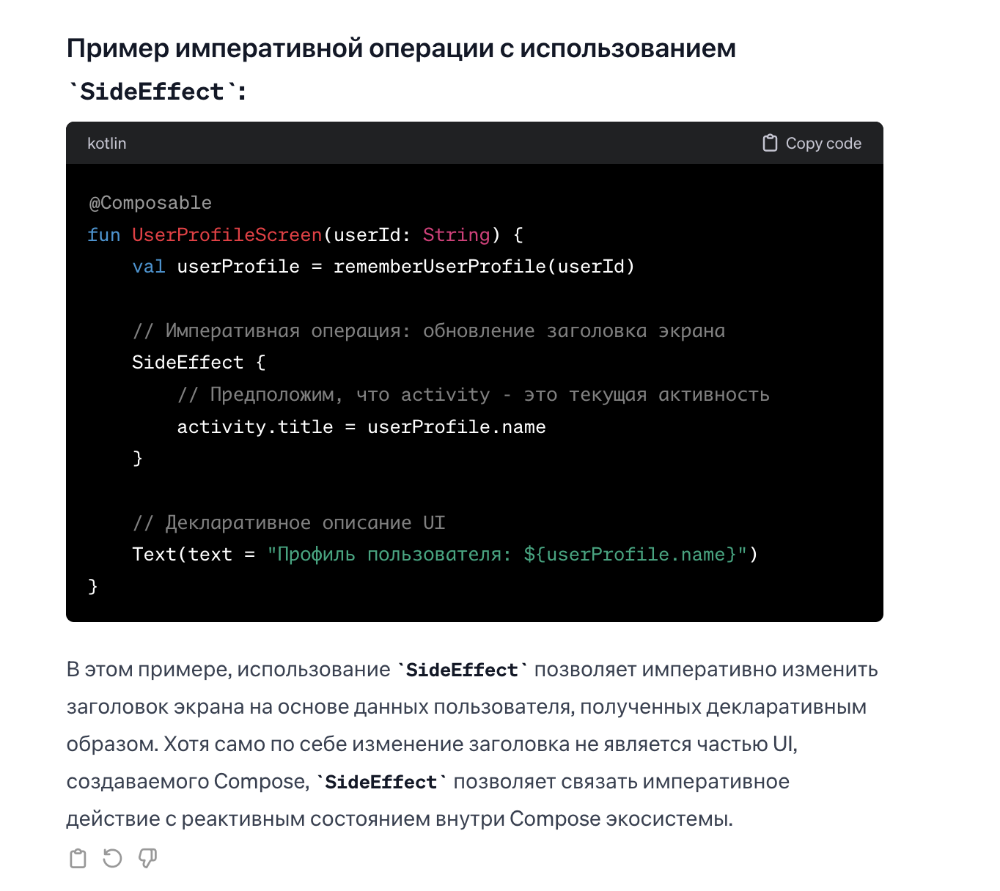 Пример императивной операции с использованием
`SideEffect`:
kotlin
Copy code
@Composable
fun UserProfileScreen(userId: String) {
    val userProfile = rememberUserProfile(userId)
    // Императивная операция: обновление заголовка экрана
    SideEffect {
        // Предположим, что activity - это текущая активность
        activity.title = userProfile.name
    }
    // Декларативное описание UI
    Text(text = "Профиль пользователя: ${userProfile.name}")
}
В этом примере, использование `SideEffect` позволяет императивно изменить
заголовок экрана на основе данных пользователя, полученных декларативным
образом. Хотя само по себе изменение заголовка не является частью UI,
создаваемого Compose, `SideEffect` позволяет связать императивное
действие с реактивным состоянием внутри Compose экосистемы.